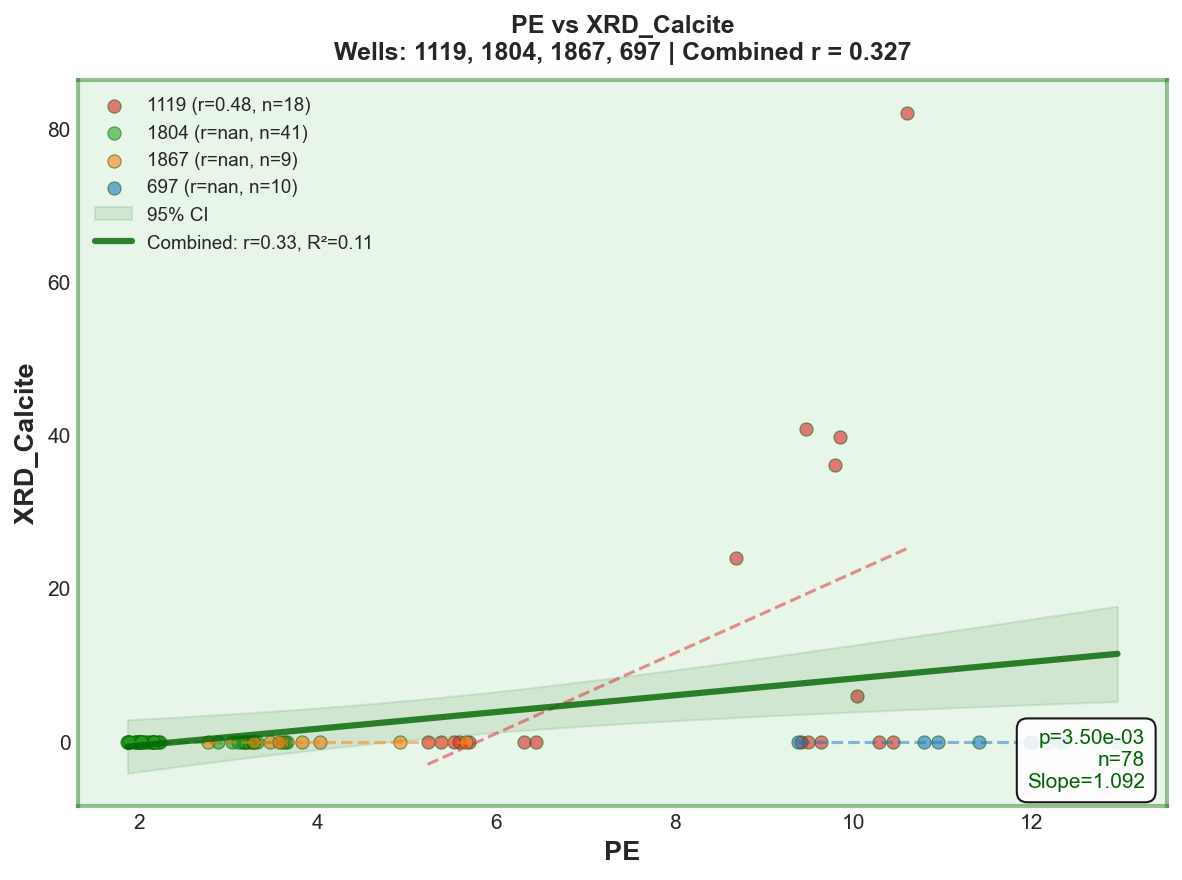 PE vs XRD_Calcite
Wells: 1119, 1804, 1867, 697 | Combined r = 0.327
1119 (r=0.48, n=18)
1804 (r=nan, n=41)
1867 (r=nan, n=9)
697 (r=nan, n=10)
95% CI
Combined: r=0.33, R²=0.11
80
60
40
20
0
XRD_Calcite
p=3.50e-03
n=78
Slope=1.092
2
4
6
8
10
12
PE